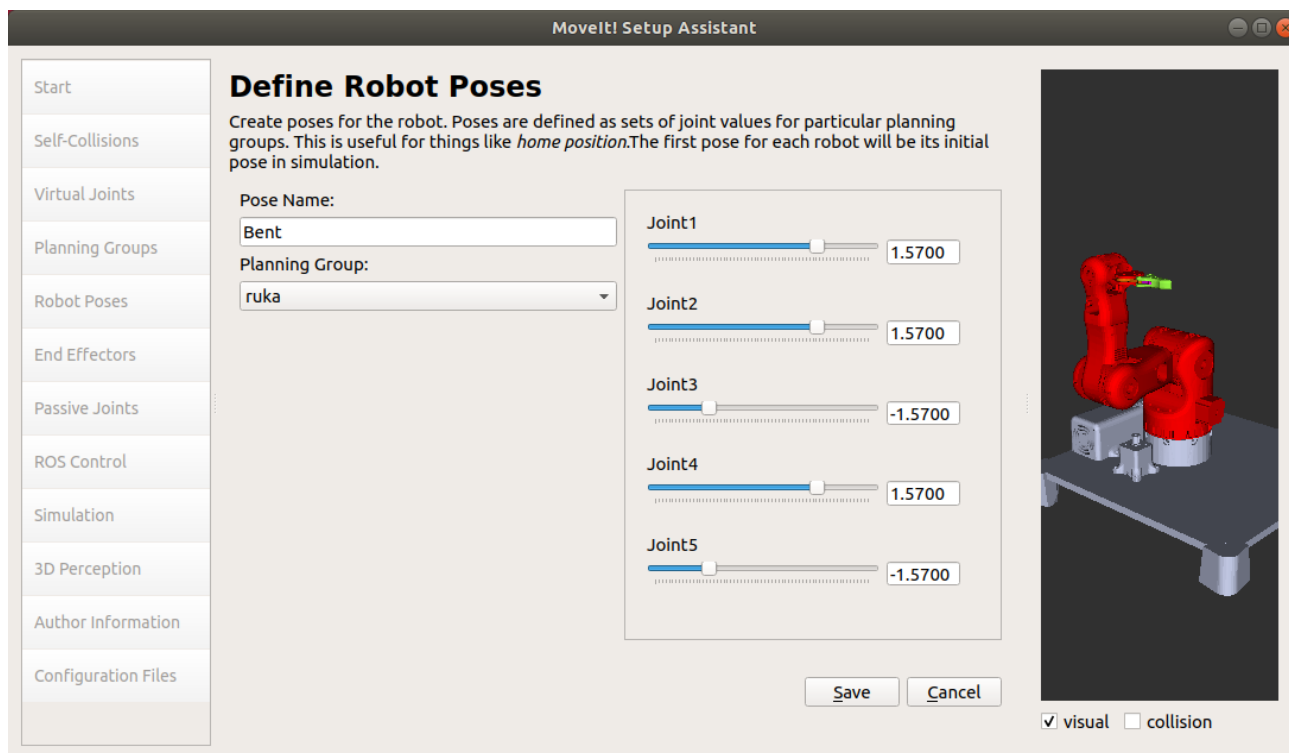 MoveIt! Setup Assistant
Start
Self-Collisions
Virtual Joints
Planning Groups
Robot Poses
End Effectors
Passive Joints
ROS Control
Simulation
3D Perception
Author Information
Configuration Files
Define Robot Poses
Create poses for the robot. Poses are defined as sets of joint values for particular planning
groups. This is useful for things like home position.The first pose for each robot will be its initial
pose in simulation.
Pose Name:
Bent
Planning Group:
ruka
Joint1
1.5700
Joint2
1.5700
Joint3
-1.5700
Joint4
1.5700
Joint5
-1.5700
Save Cancel
visual collision